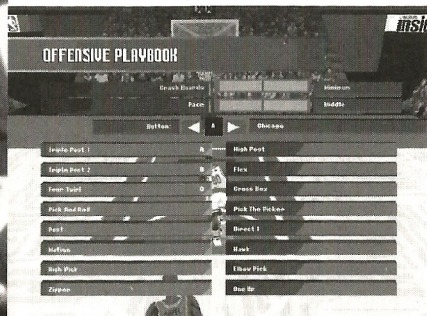 OFFENSIVE PLAYBOOK
Crash Boards Minimum
Pace Middle
Button: A Chicago
Triple Post 1 A High Post
Triple Post 2 B Flex
Four Twirl C Cross Box
Pick And Roll Pick The Picker
Post Direct 1
Motion Hawk
High Pick Elbow Pick
Zipper One Up